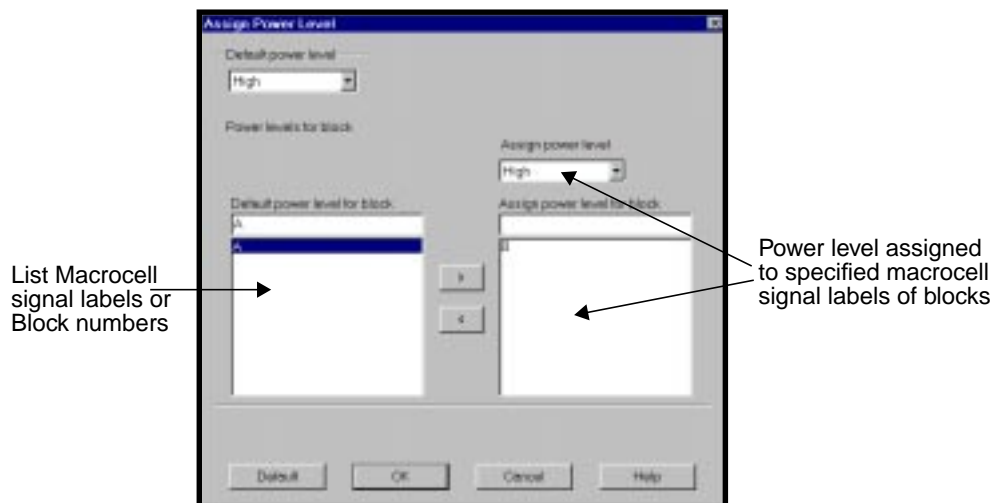 Assign Power Level
Default power level
High
Power levels for block
Assign power level
High
Default power level for block
Assign power level for block
A
A
B
>
<
List Macrocell
signal labels or
Block numbers
Power level assigned
to specified macrocell
signal labels of blocks
Default
OK
Cancel
Help